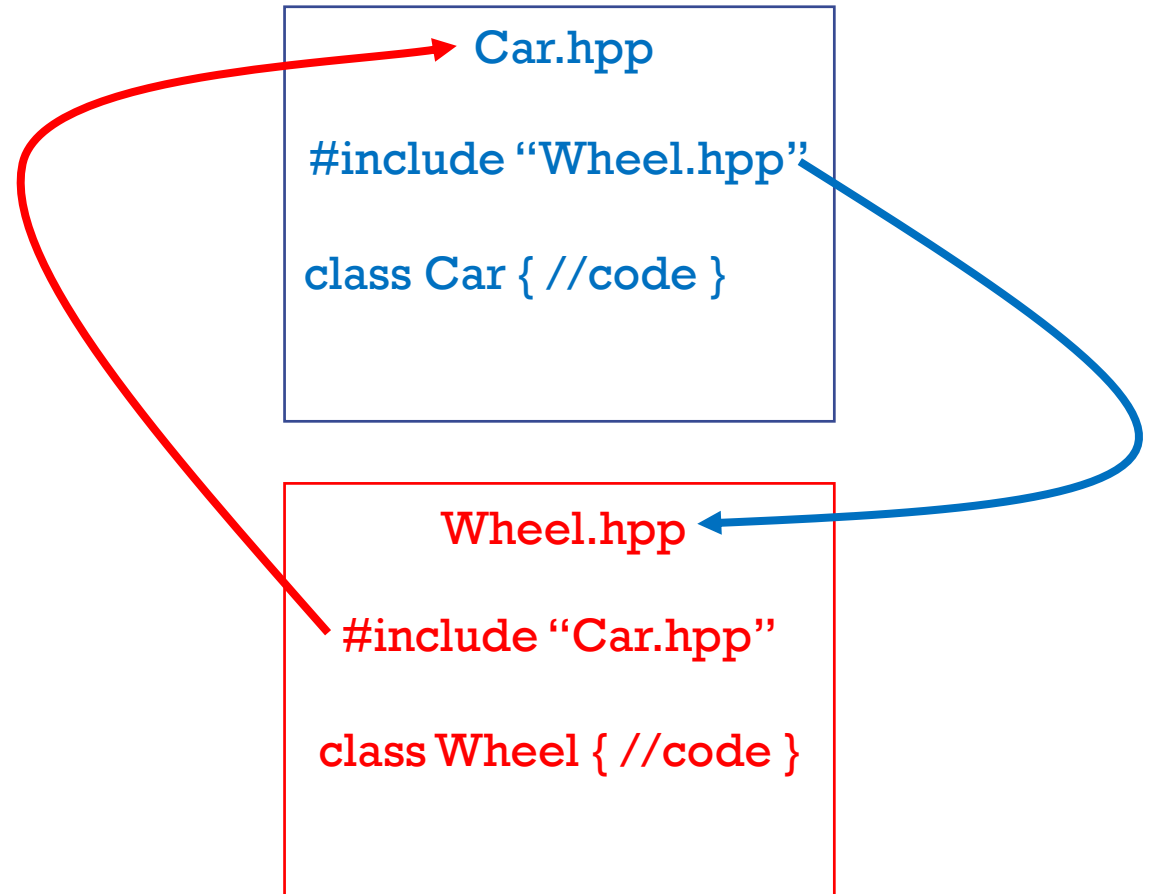 Car.hpp
#include “Wheel.hpp”
class Car { //code }
Wheel.hpp
#include “Car.hpp”
class Wheel { //code }